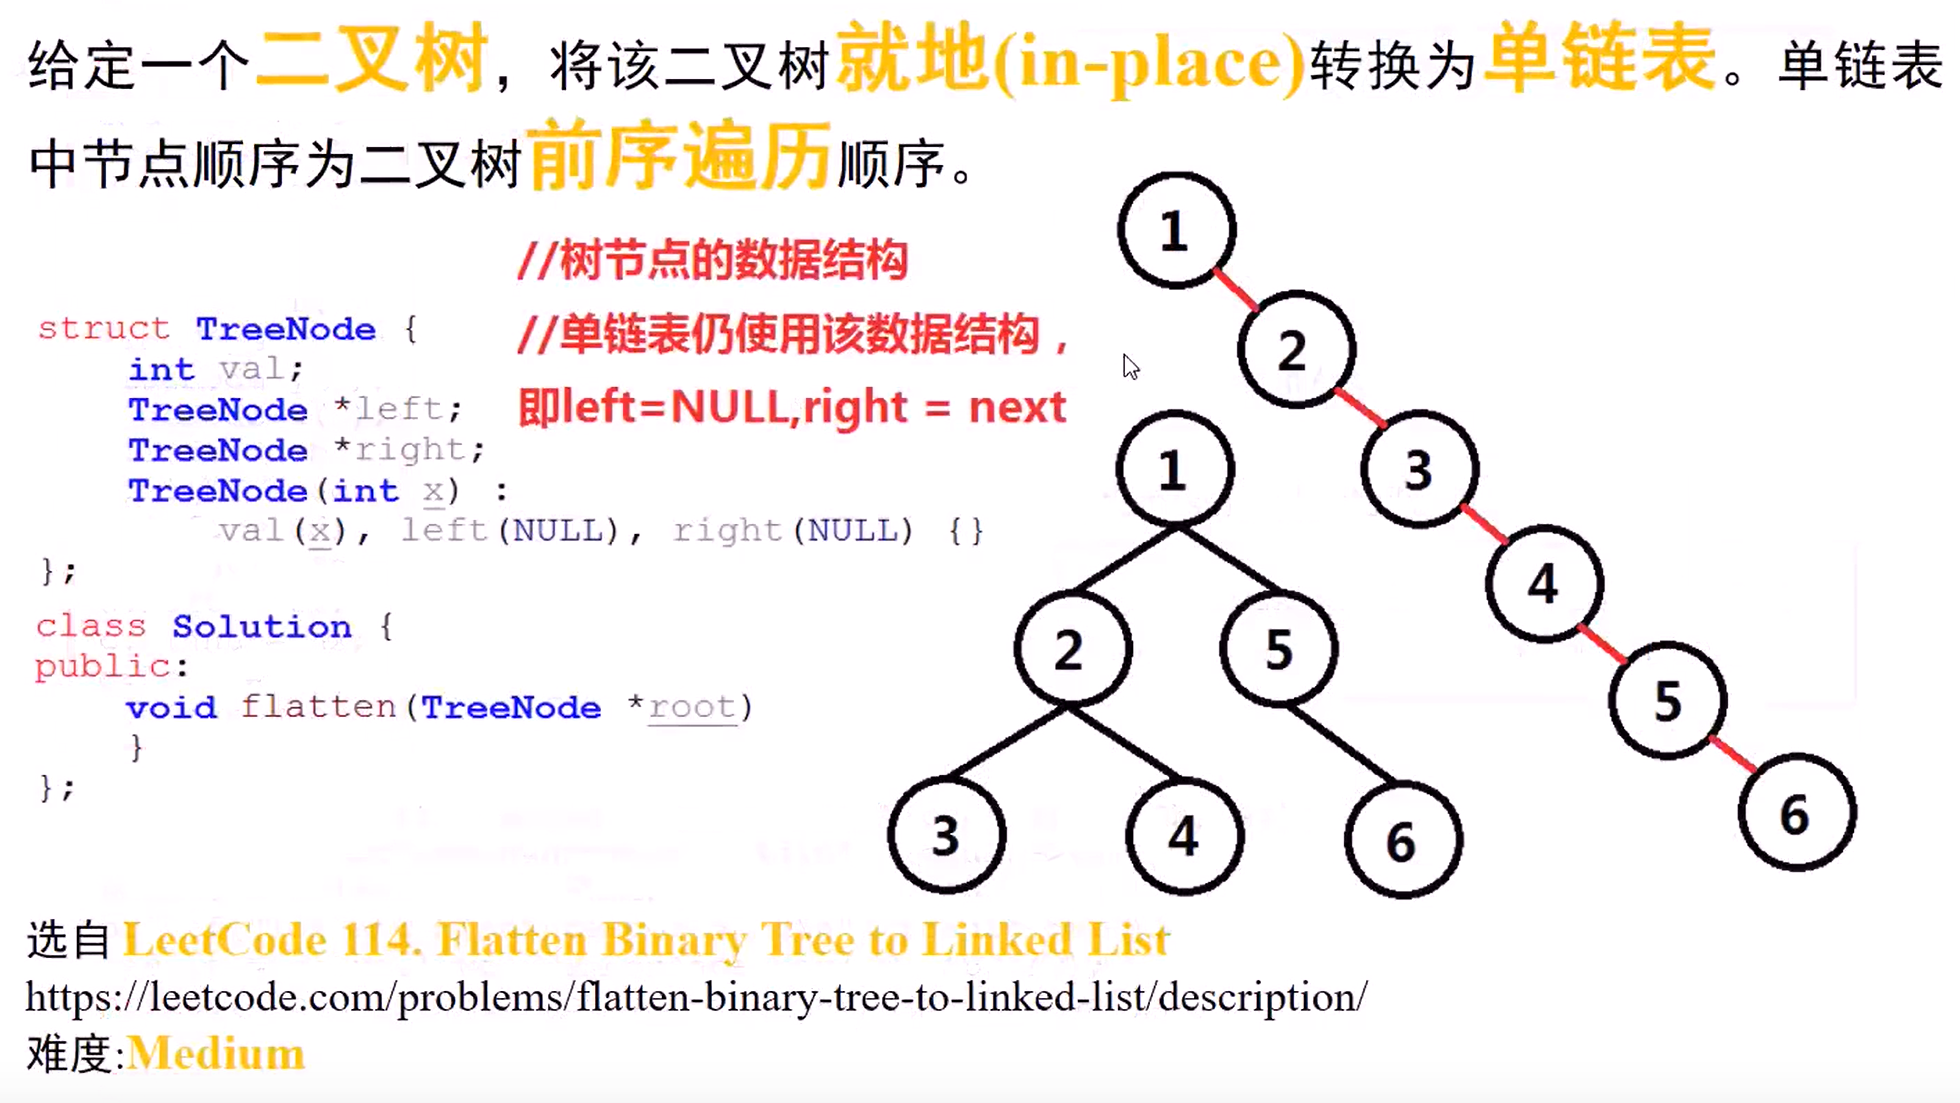 给定一个二叉树，将该二叉树就地(in-place)转换为单链表。单链表
中节点顺序为二叉树前序遍历顺序。
//树节点的数据结构
//单链表仍使用该数据结构，
即left=NULL,right = next
struct TreeNode {
int val;
TreeNode *left;
TreeNode *right;
TreeNode(int x) :
val(x), left(NULL), right(NULL) {}
};
class Solution {
public:
void flatten(TreeNode *root)
}
};
1
2
3
4
5
6
1
2
5
3
4
6
选自 LeetCode 114. Flatten Binary Tree to Linked List
https://leetcode.com/problems/flatten-binary-tree-to-linked-list/description/
难度:Medium